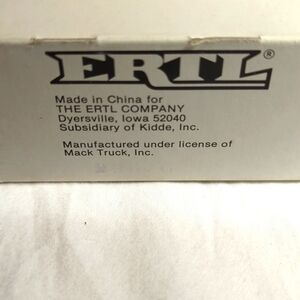 ERTL®
Made in China for
THE ERTL COMPANY
Dyersville, Iowa 52040
Subsidiary of Kidde, Inc.
Manufactured under license of
Mack Truck, Inc.